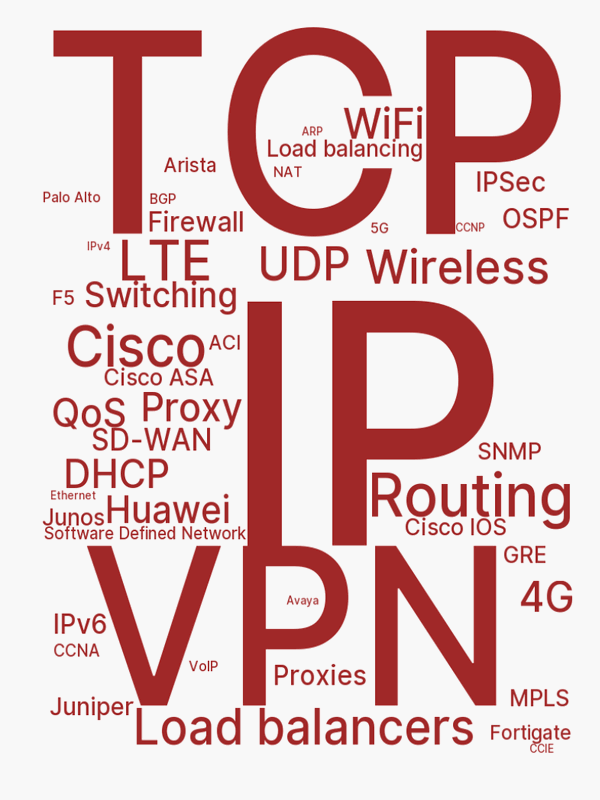 TCP
WiFi
ARP
Load balancing
Arista
NAT
IPSec
Palo Alto
BGP
OSPF
Firewall
5G
CCNP
IPv4
LTE
UDP
Wireless
F5
Switching
IP
Cisco
ACI
Cisco ASA
QoS
Proxy
SD-WAN
SNMP
DHCP
Routing
Ethernet
Huawei
Junos
Cisco IOS
Software Defined Network
VPN
GRE
4G
Avaya
IPv6
CCNA
VoIP
Proxies
MPLS
Juniper
Load balancers
Fortigate
CCIE